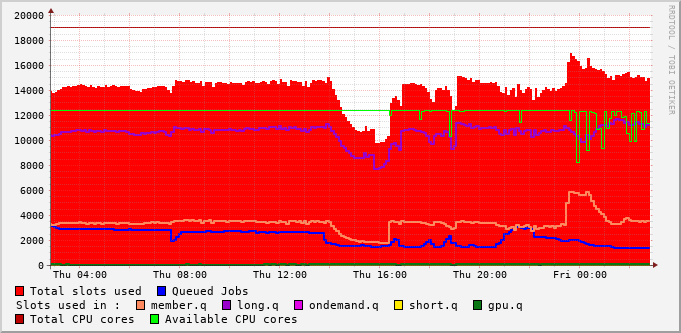 20000
18000
16000
14000
12000
10000
8000
6000
4000
2000
0
Thu 04:00 Thu 08:00 Thu 12:00 Thu 16:00 Thu 20:00 Fri 00:00
Total slots used Queued Jobs
Slots used in : member.q long.q ondemand.q short.q gpu.q
Total CPU cores Available CPU cores
RRDTOOL / TOBI OETIKER